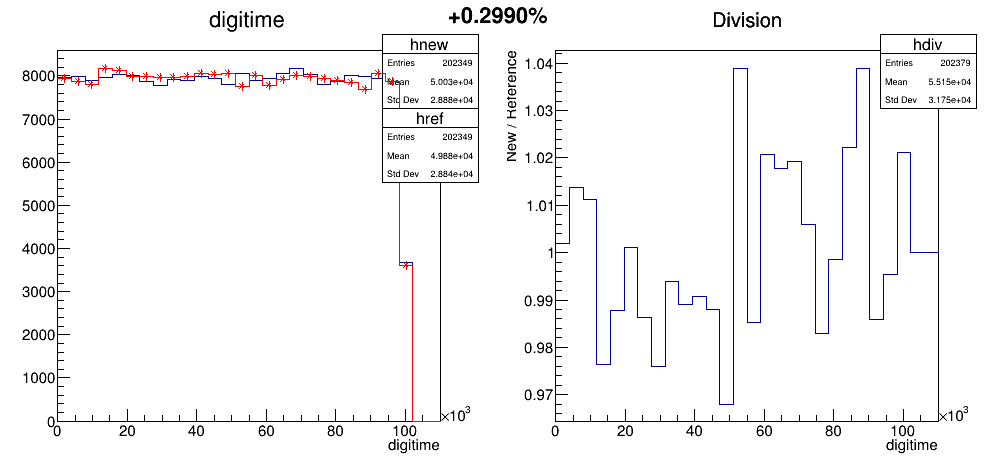 +0.2990%
digitime
hnew
Entries 202349
Mean 5.003e+04
Std Dev 2.888e+04
href
Entries 202349
Mean 4.988e+04
Std Dev 2.884e+04
8000
7000
6000
5000
4000
3000
2000
1000
0
0 20 40 60 80 100
×10³
digitime
Division
hdiv
Entries 202379
Mean 5.515e+04
Std Dev 3.175e+04
New / Reference
1.04
1.03
1.02
1.01
1
0.99
0.98
0.97
0 20 40 60 80 100
×10³
digitime